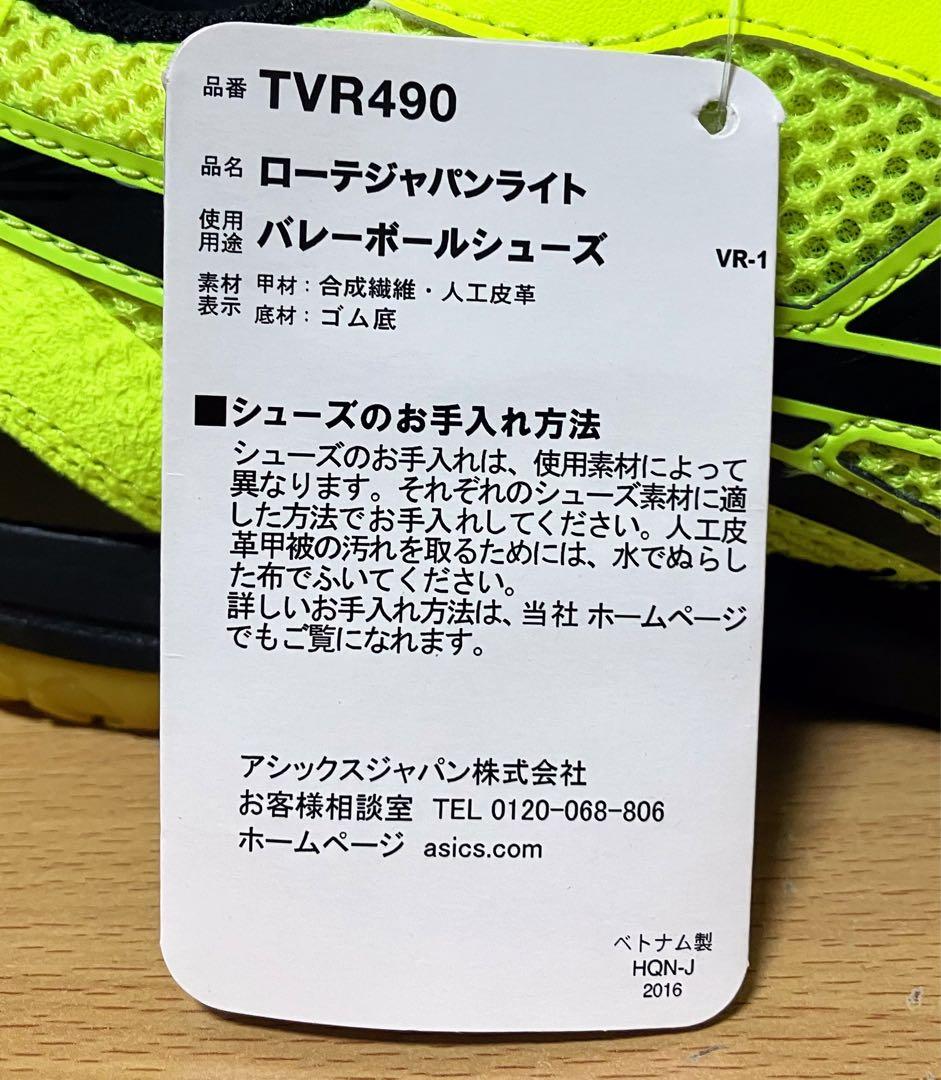 品番 TVR490
品名 ローテジャパンライト
使用用途 バレーボールシューズ VR-1
素材表示 甲材：合成繊維・人工皮革
底材：ゴム底
■シューズのお手入れ方法
シューズのお手入れは、使用素材によって
異なります。それぞれのシューズ素材に適
した方法でお手入れしてください。人工皮
革甲被の汚れを取るためには、水でぬらし
た布でふいてください。
詳しいお手入れ方法は、当社 ホームページ
でもご覧になれます。
アシックスジャパン株式会社
お客様相談室 TEL 0120-068-806
ホームページ asics.com
ベトナム製
HQN-J
2016